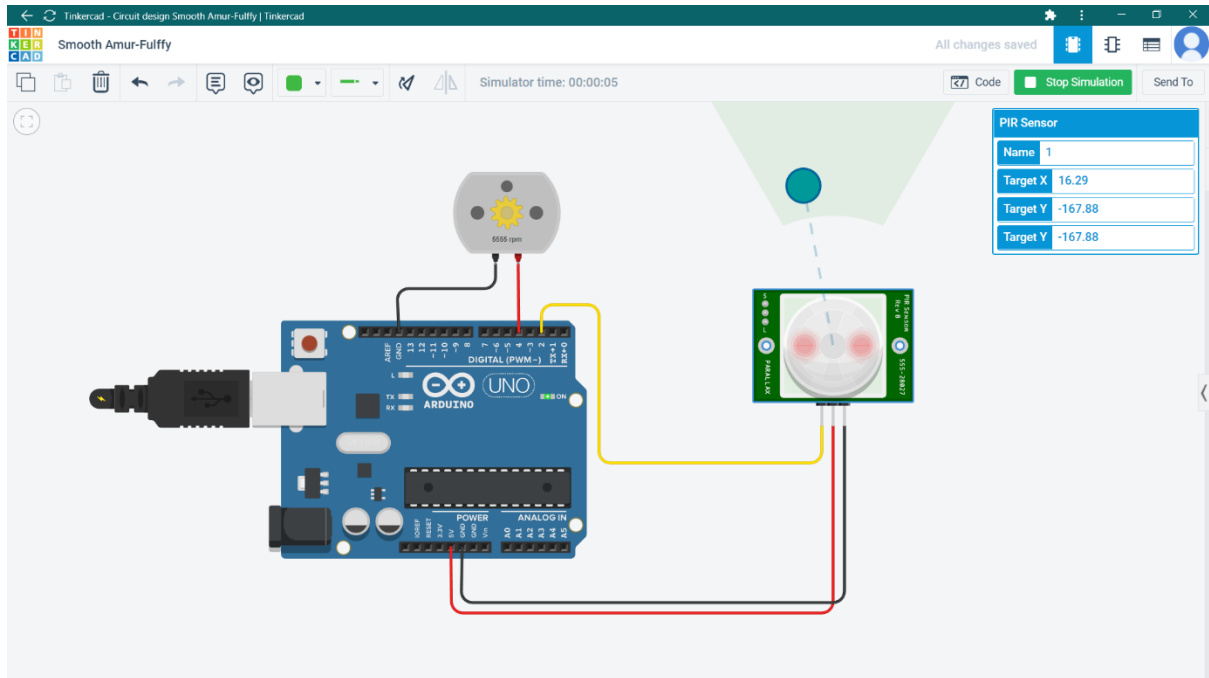 Tinkercad - Circuit design Smooth Amur-Fulffy | Tinkercad
TIN
KER
CAD
Smooth Amur-Fulffy
All changes saved
Simulator time: 00:00:05
Code
Stop Simulation
Send To
PIR Sensor
Name 1
Target X 16.29
Target Y -167.88
Target Y -167.88
5555 rpm
AREF
GND
13
12
~11
~10
~9
8
7
~6
~5
4
~3
2
TX→1
RX←0
DIGITAL (PWM~)
L
TX
RX
UNO
ARDUINO
ON
IOREF
RESET
3.3V
5V
GND
GND
Vin
POWER
ANALOG IN
A0
A1
A2
A3
A4
A5
S
L
PARALLAX
PIR SENSOR
REV B
555-28027